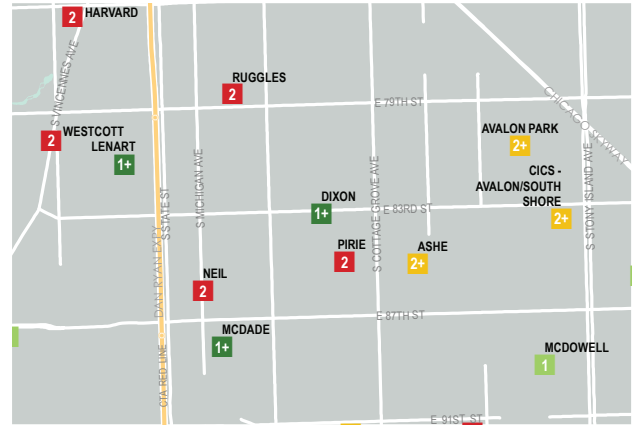 2 HARVARD
S VINCENNES AVE
RUGGLES
2
E 79TH ST
CHICAGO SKYWAY
2 WESTCOTT
LENART
1+
AVALON PARK
2+
CICS -
AVALON/SOUTH
SHORE
2+
S STATE ST
S MICHIGAN AVE
DIXON
1+
E 83RD ST
S COTTAGE GROVE AVE
S STONY ISLAND AVE
PIRIE
2
ASHE
2+
DAN RYAN EXPY
NEIL
2
E 87TH ST
MCDADE
1+
MCDOWELL
1
CTA RED LINE
E 91ST ST